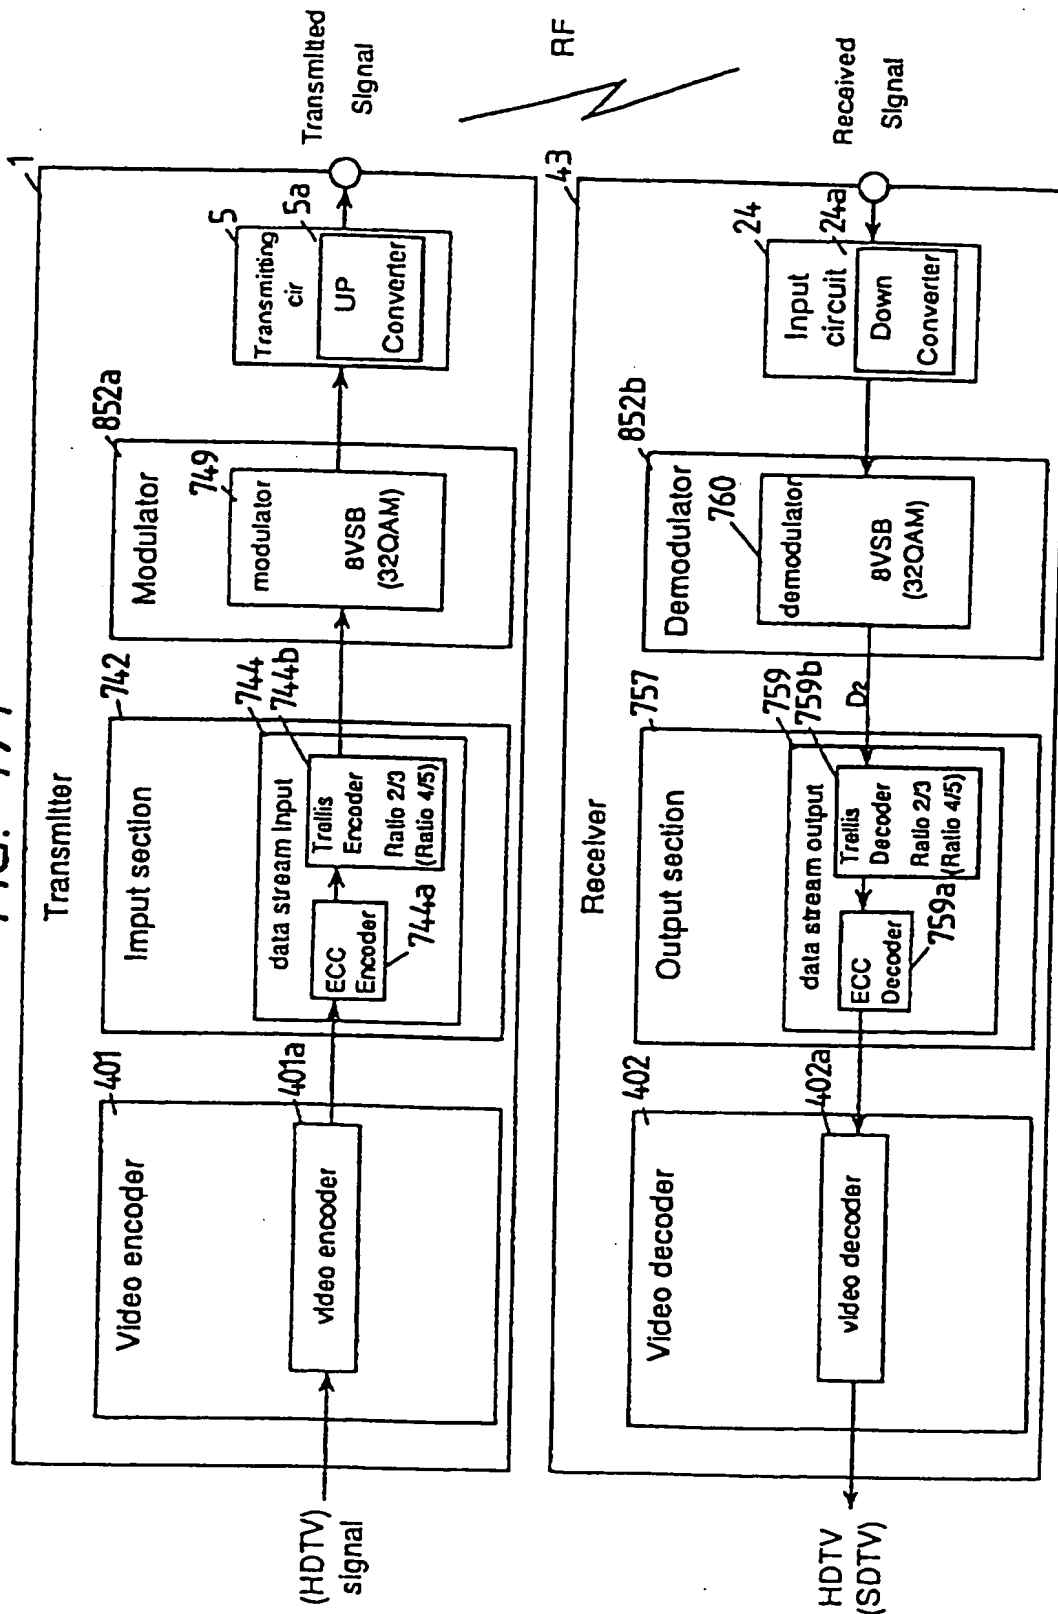 Transmitter
1
(HDTV)
signal
Video encoder
401
video encoder
401a
Imput section
742
data stream Input
744
744b
ECC
Encoder
744a
Trellis
Encoder
Ratio 2/3
(Ratio 4/5)
Modulator
852a
749
modulator
8VSB
(32QAM)
5
Transmitting
cir
5a
UP
Converter
Transmitted
Signal
RF
Receiver
43
HDTV
(SDTV)
Video decoder
402
video decoder
402a
Output section
757
data stream output
759
759b
ECC
Decoder
759a
Trellis
Decoder
Ratio 2/3
(Ratio 4/5)
D2
Demodulator
852b
760
demodulator
8VSB
(32QAM)
24
Input
circuit
24a
Down
Converter
Received
Signal